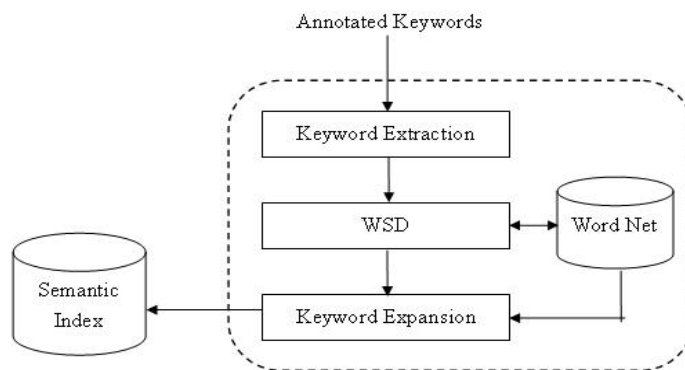 Annotated Keywords
Keyword Extraction
WSD
Word Net
Semantic
Index
Keyword Expansion